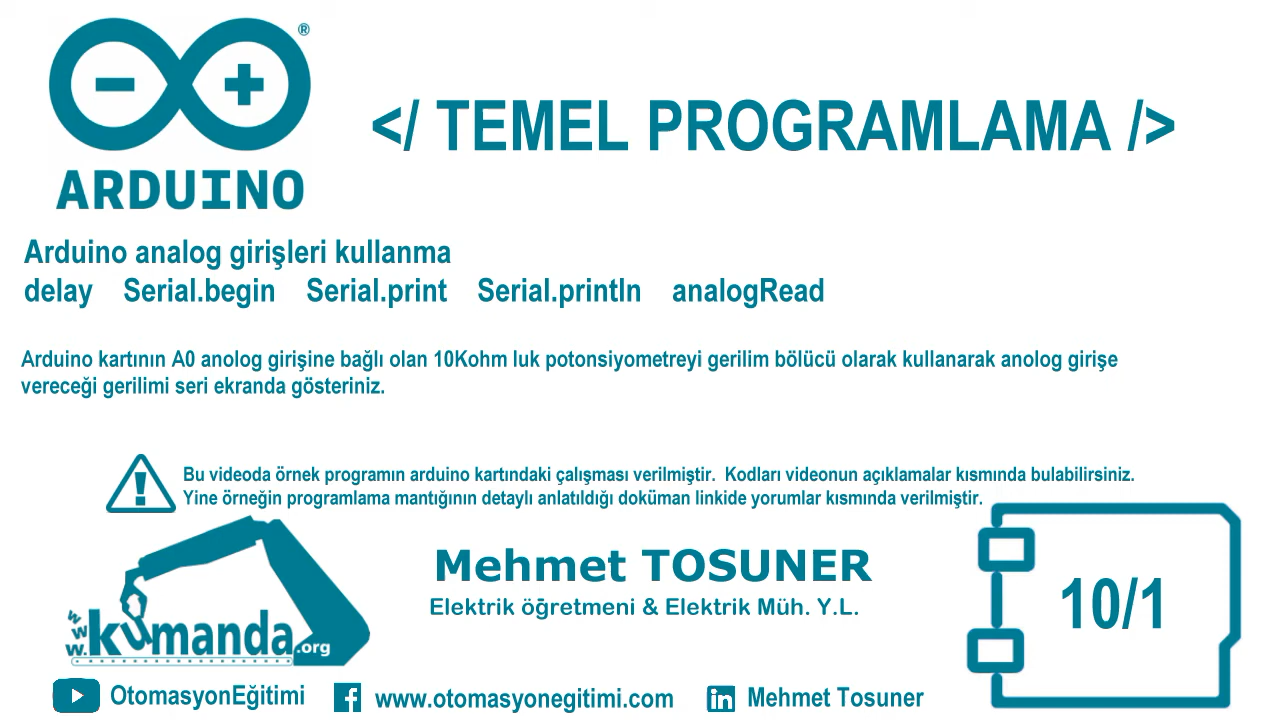 ®
ARDUINO
</ TEMEL PROGRAMLAMA />
Arduino analog girişleri kullanma
delay Serial.begin Serial.print Serial.println analogRead
Arduino kartının A0 anolog girişine bağlı olan 10Kohm luk potonsiyometreyi gerilim bölücü olarak kullanarak anolog girişe
vereceği gerilimi seri ekranda gösteriniz.
Bu videoda örnek programın arduino kartındaki çalışması verilmiştir. Kodları videonun açıklamalar kısmında bulabilirsiniz.
Yine örneğin programlama mantığının detaylı anlatıldığı doküman linkide yorumlar kısmında verilmiştir.
www.kumanda.org
Mehmet TOSUNER
Elektrik öğretmeni & Elektrik Müh. Y.L.
10/1
OtomasyonEğitimi www.otomasyonegitimi.com Mehmet Tosuner